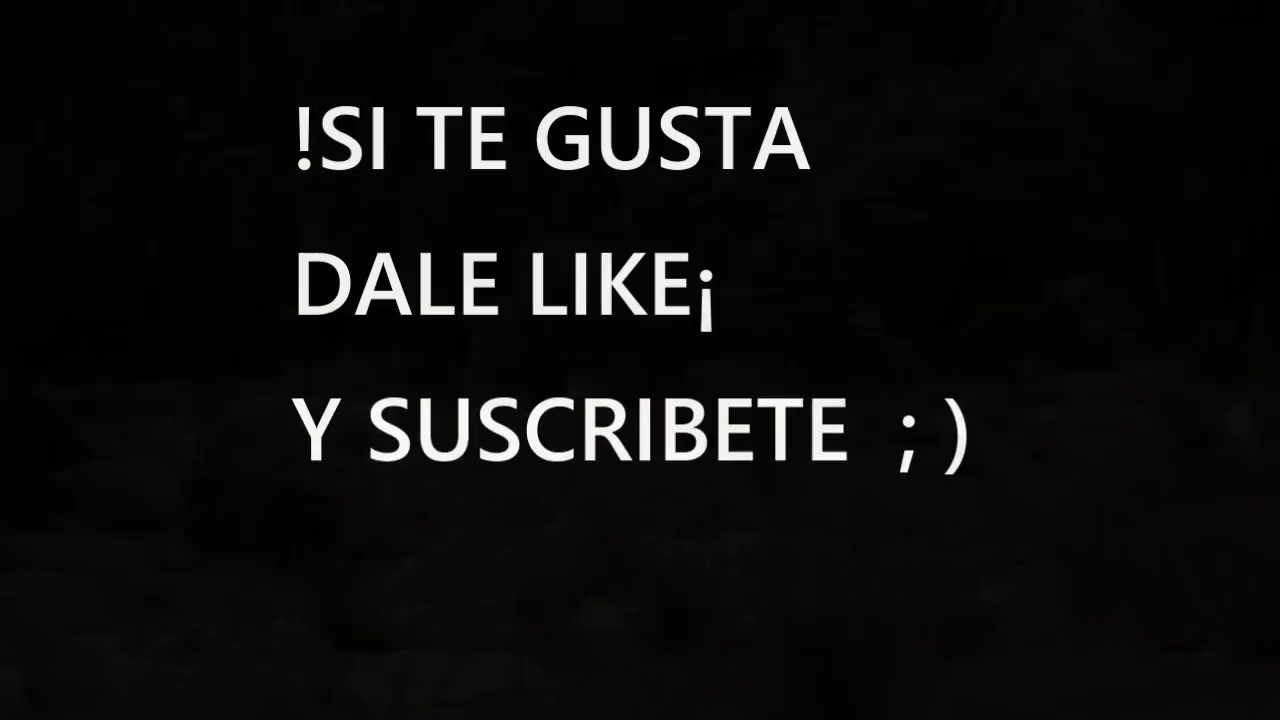 !SI TE GUSTA
DALE LIKE¡
Y SUSCRIBETE  ; )